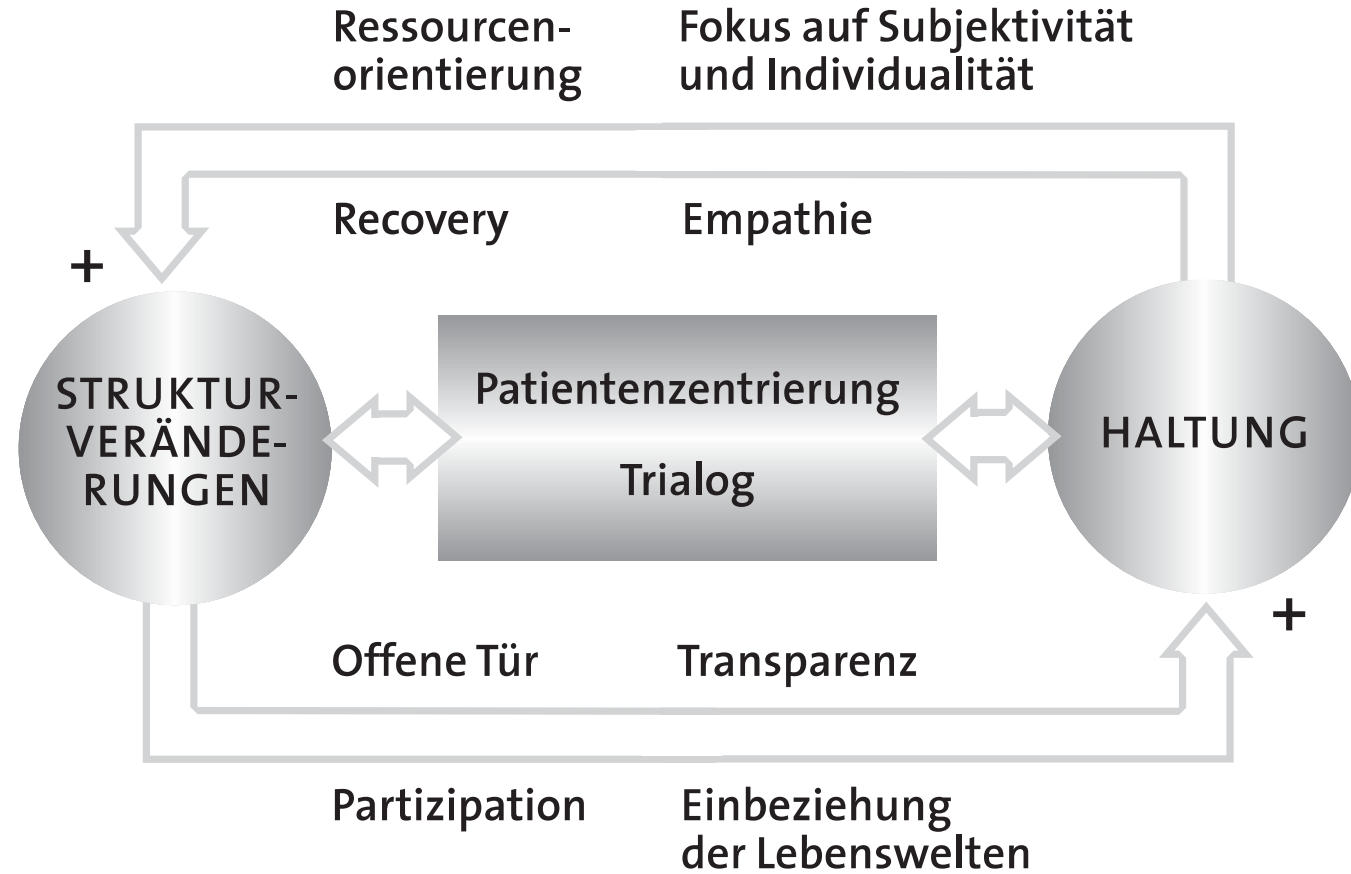 Ressourcen-
orientierung
Fokus auf Subjektivität
und Individualität
Recovery
Empathie
+
STRUKTUR-
VERÄNDE-
RUNGEN
Patientenzentrierung
Trialog
HALTUNG
+
Offene Tür
Transparenz
Partizipation
Einbeziehung
der Lebenswelten